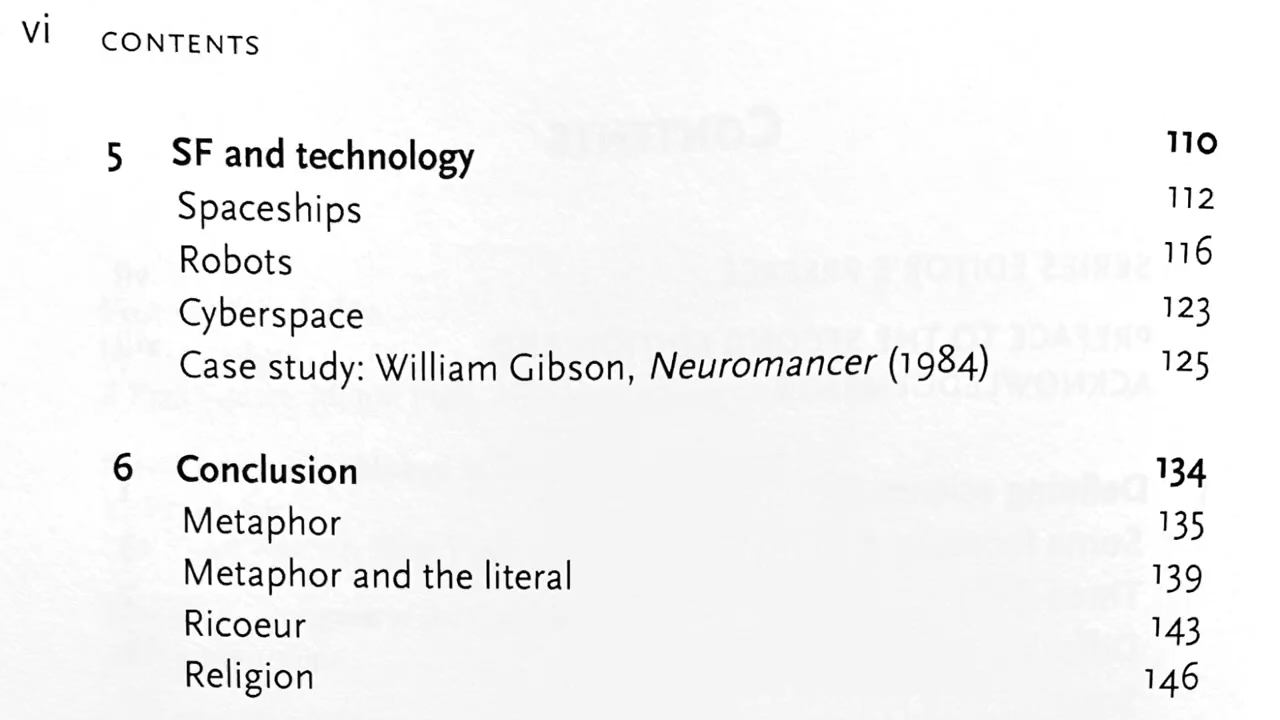 vi CONTENTS
5 SF and technology 110
Spaceships 112
Robots 116
Cyberspace 123
Case study: William Gibson, Neuromancer (1984) 125
6 Conclusion 134
Metaphor 135
Metaphor and the literal 139
Ricoeur 143
Religion 146